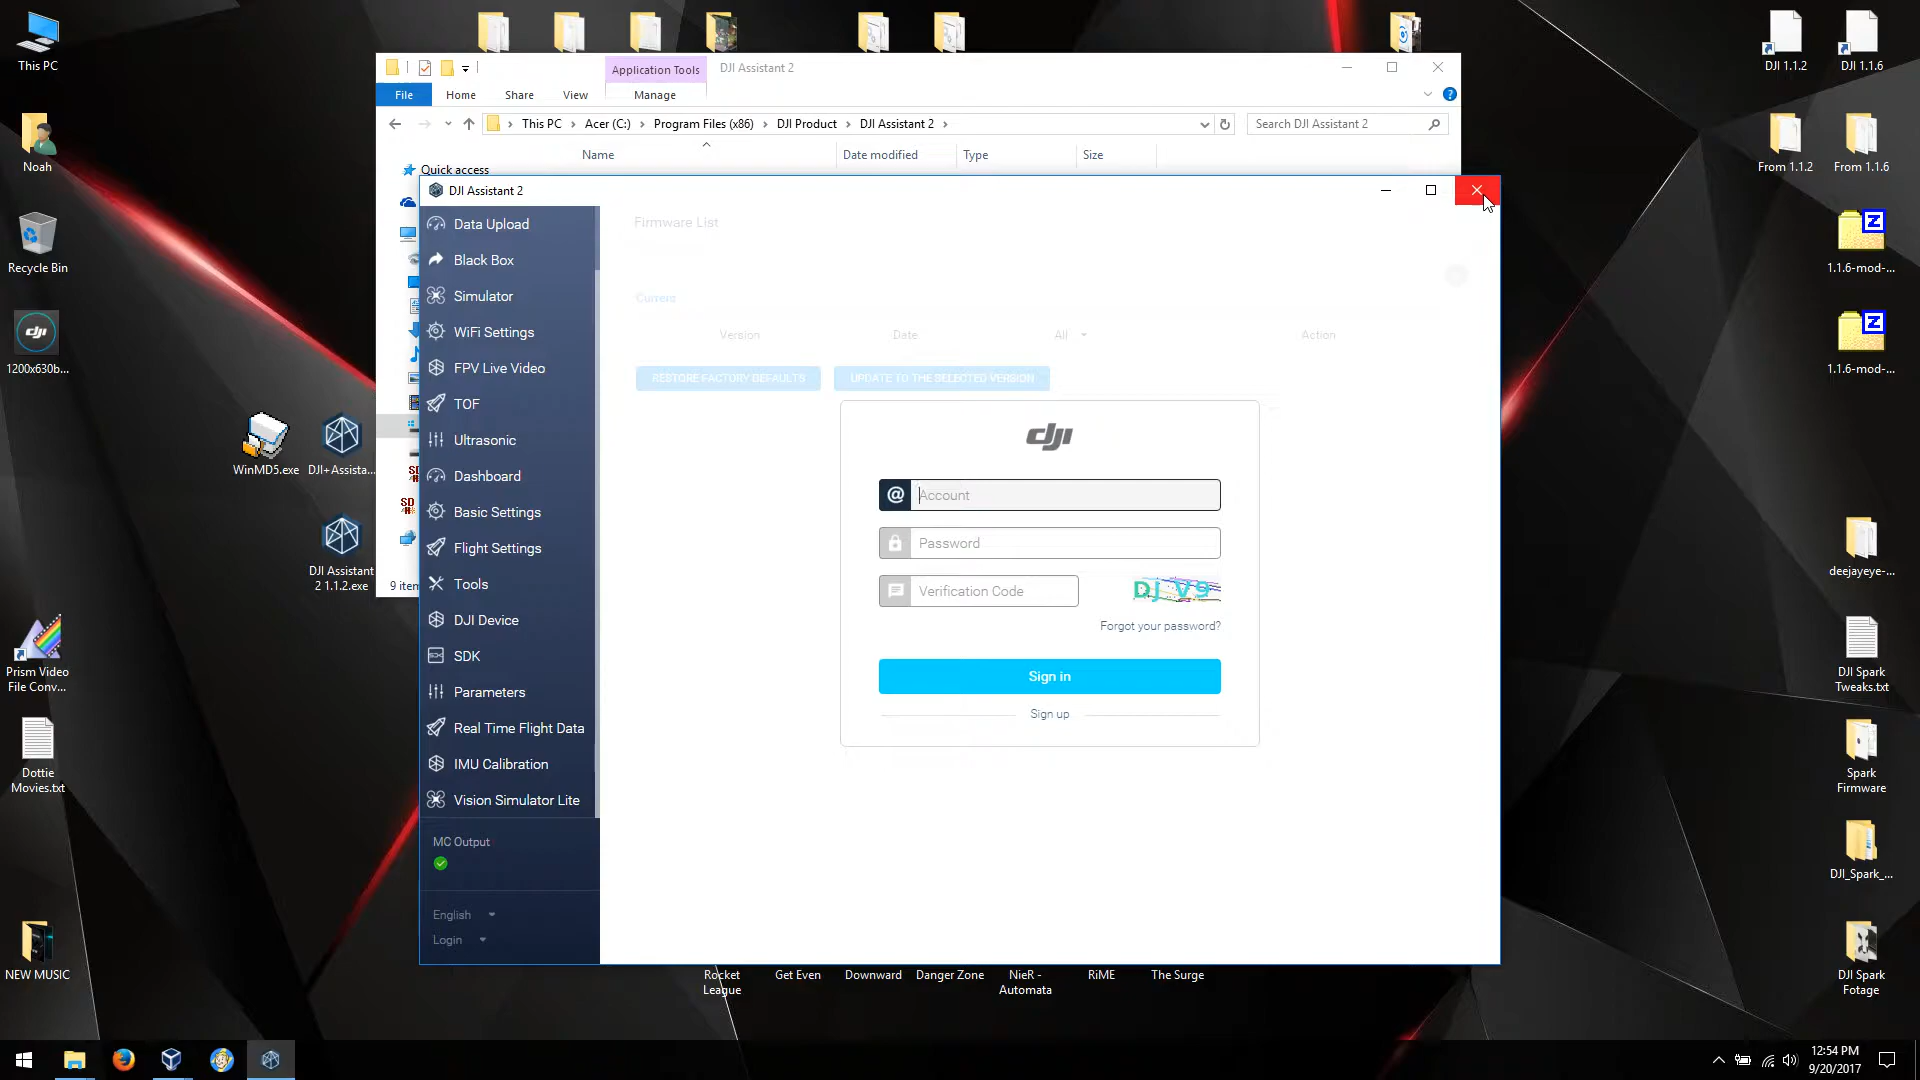 This PC
Noah
Recycle Bin
1200x630b...
WinMD5.exe
DJI+Assista...
DJI Assistant
2 1.1.2.exe
Prism Video
File Conv...
Dottie
Movies.txt
NEW MUSIC
Application Tools
DJI Assistant 2
File
Home
Share
View
Manage
This PC
Acer (C:)
Program Files (x86)
DJI Product
DJI Assistant 2
Search DJI Assistant 2
Name
Date modified
Type
Size
Quick access
9 item
DJI Assistant 2
Data Upload
Black Box
Simulator
WiFi Settings
FPV Live Video
TOF
Ultrasonic
Dashboard
Basic Settings
Flight Settings
Tools
DJI Device
SDK
Parameters
Real Time Flight Data
IMU Calibration
Vision Simulator Lite
MC Output
English
Login
Firmware List
Current
Version
Date
All
Action
RESTORE FACTORY DEFAULTS
UPDATE TO THE SELECTED VERSION
dji
@ Account
Password
Verification Code
DJ V9
Forgot your password?
Sign in
Sign up
Rocket
League
Get Even
Downward
Danger Zone
NieR -
Automata
RiME
The Surge
DJI 1.1.2
DJI 1.1.6
From 1.1.2
From 1.1.6
1.1.6-mod-...
1.1.6-mod-...
deejayeye-...
DJI Spark
Tweaks.txt
Spark
Firmware
DJI_Spark_...
DJI Spark
Fotage
12:54 PM
9/20/2017